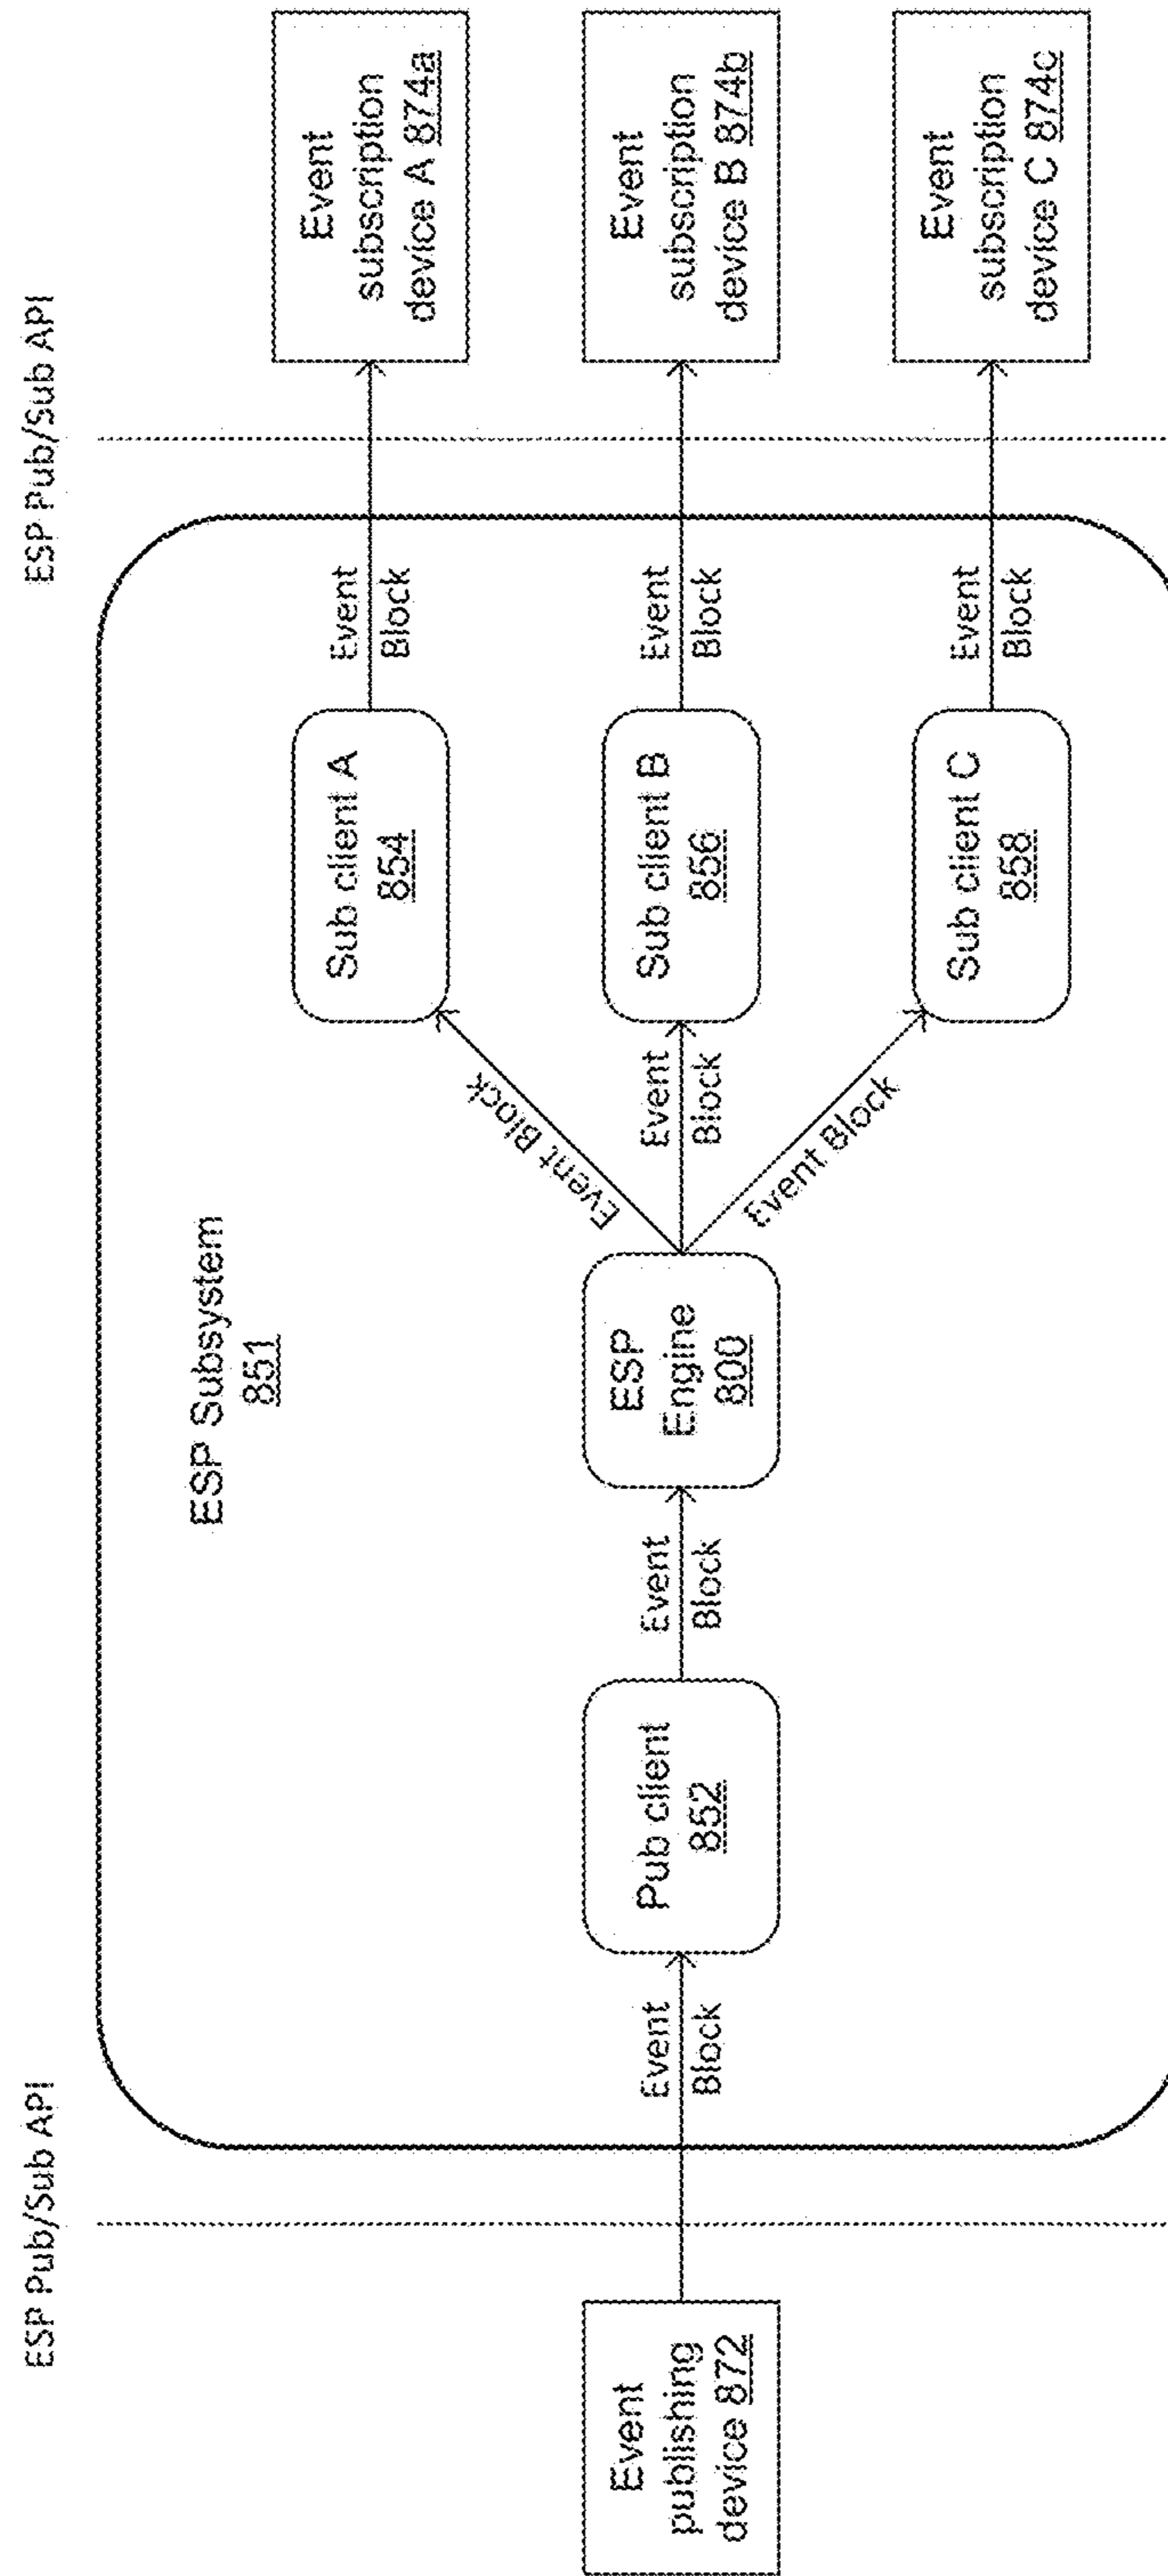 ESP Pub/Sub API
ESP Pub/Sub API
ESP Subsystem
851
Event
publishing
device 872
Event
Block
Pub client
852
Event
Block
ESP
Engine
800
Event Block
Event
Block
Event Block
Sub client A
854
Sub client B
856
Sub client C
858
Event
Block
Event
Block
Event
Block
Event
subscription
device A 874a
Event
subscription
device B 874b
Event
subscription
device C 874c